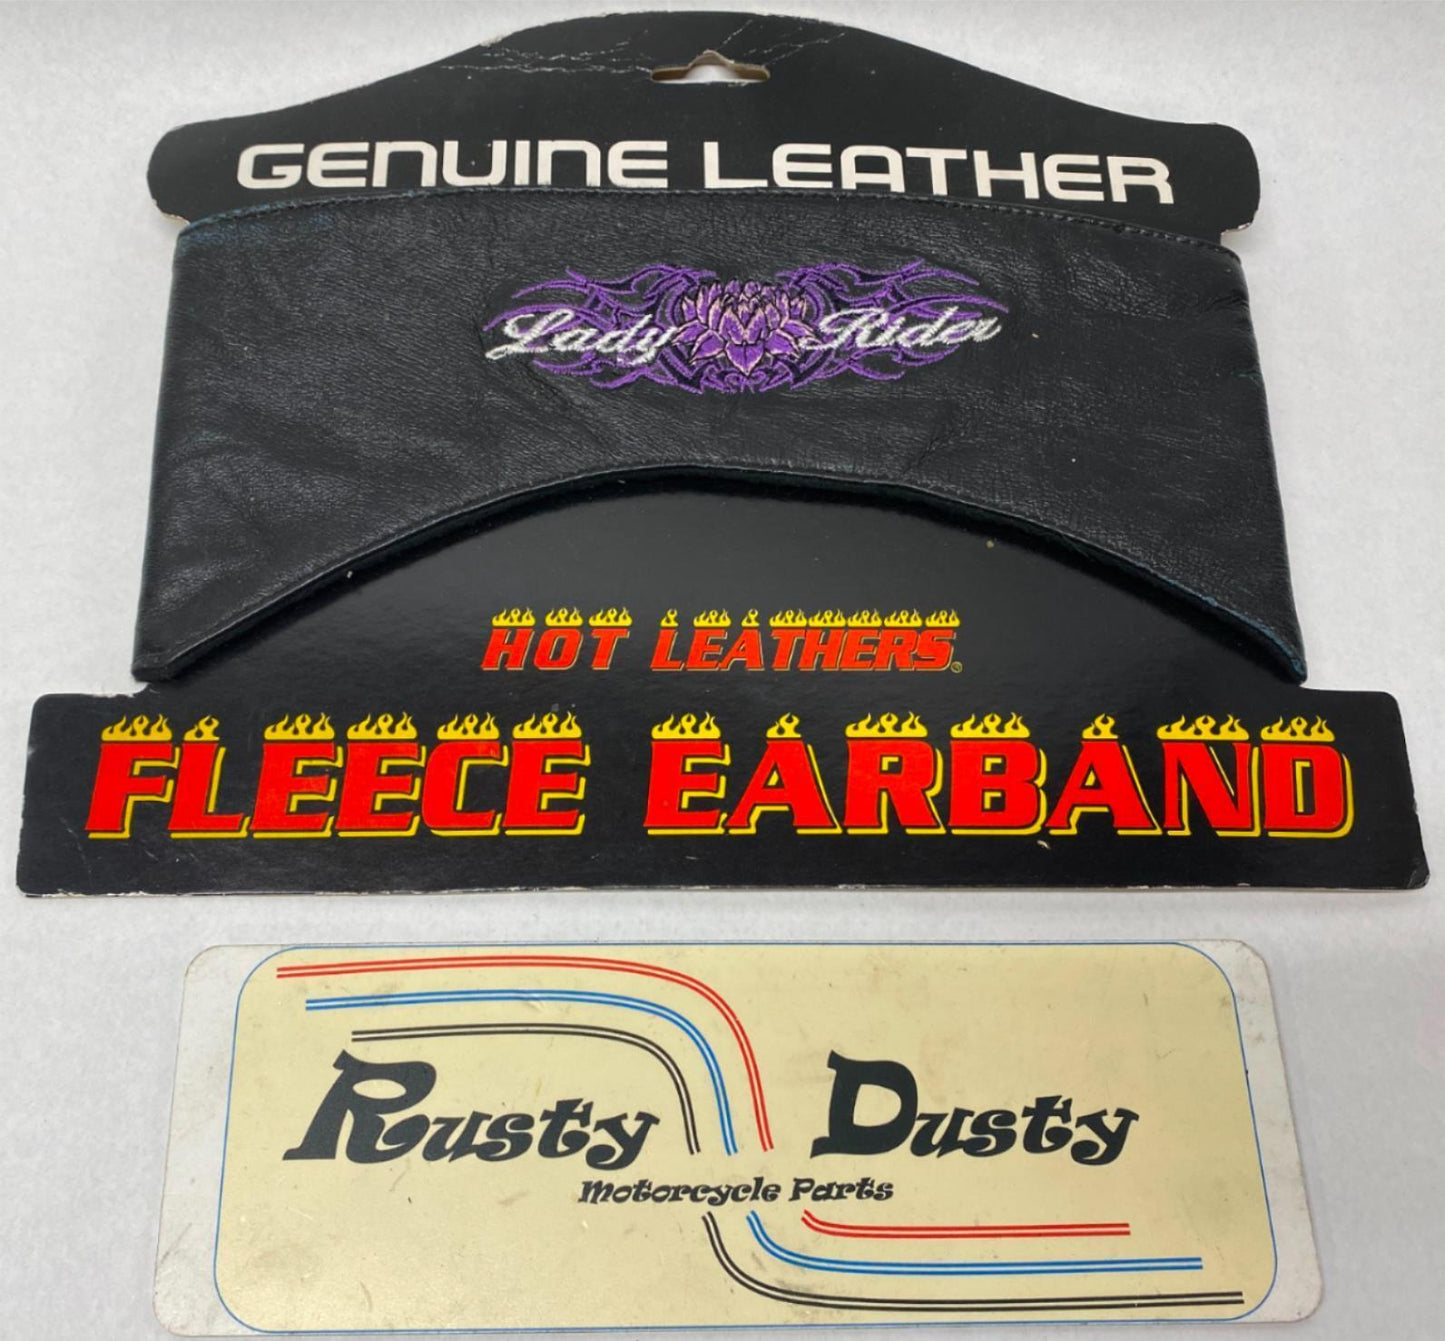 GENUINE LEATHER
Lady Rider
HOT LEATHERS®
FLEECE EARBAND
Rusty Dusty
Motorcycle Parts